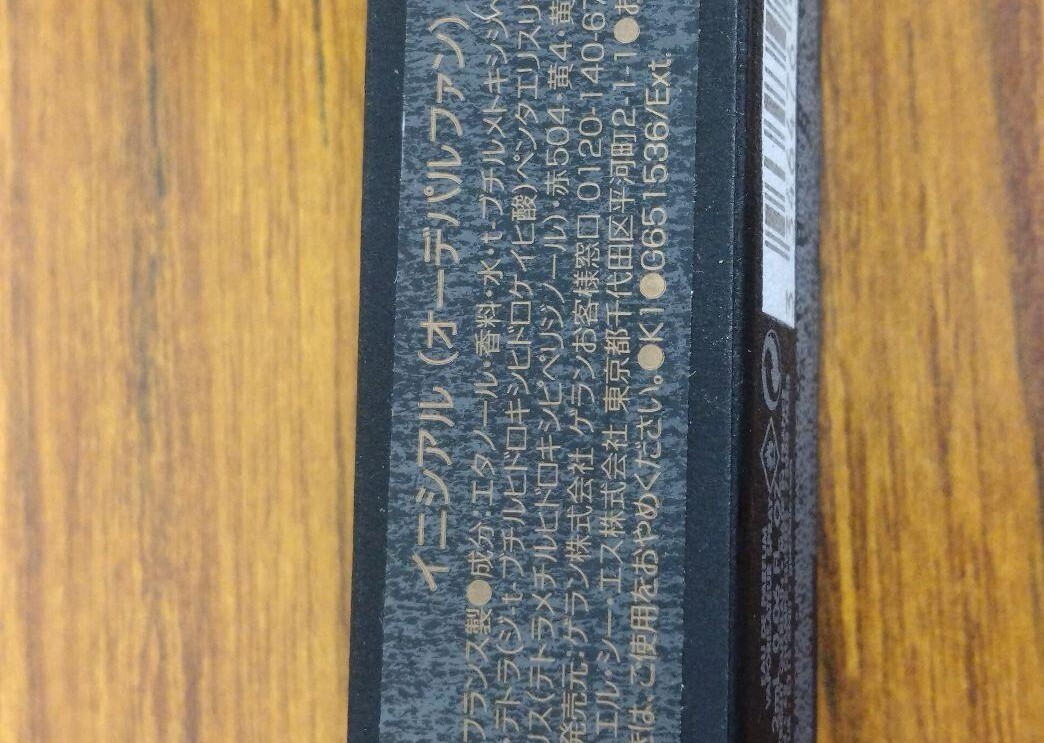 イニシアル (オーデパルファン)
フランス製●成分:エタノール・香料・水・t-ブチルメトキシジベ
・テトラ(ジ-t-ブチルヒドロキシヒドロケイヒ酸)ペンタエリスリ
リス(テトラメチルヒドロキシピペリジノール)・赤504・黄4・黄
発売元:ゲラン株式会社 ゲランお客様窓口0120-140-67
エル・シー・エス株式会社 東京都千代田区平河町2-1-1●お
は、ご使用をおやめください。●K1●G651536/Ext.